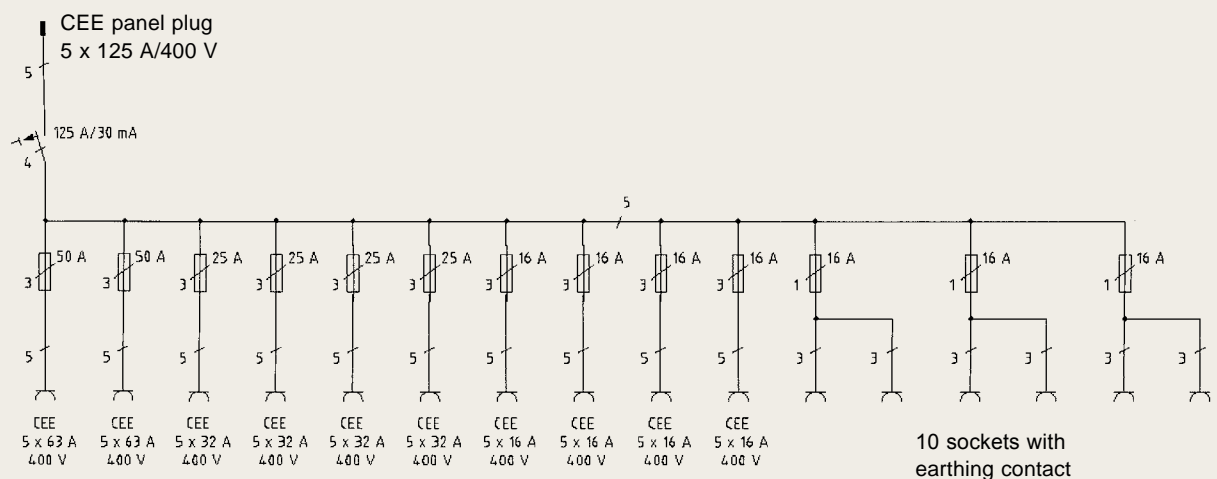 CEE panel plug
5 x 125 A/400 V
5
125 A/30 mA
4
5
50 A 50 A 25 A 25 A 25 A 25 A 16 A 16 A 16 A 16 A 16 A 16 A 16 A
3 3 3 3 3 3 3 3 3 3 1 1 1
5 5 5 5 5 5 5 5 5 5 3 3 3 3 3 3
CEE CEE CEE CEE CEE CEE CEE CEE CEE CEE
5 x 63 A 5 x 63 A 5 x 32 A 5 x 32 A 5 x 32 A 5 x 32 A 5 x 16 A 5 x 16 A 5 x 16 A 5 x 16 A
400 V 400 V 400 V 400 V 400 V 400 V 400 V 400 V 400 V 400 V
10 sockets with
earthing contact